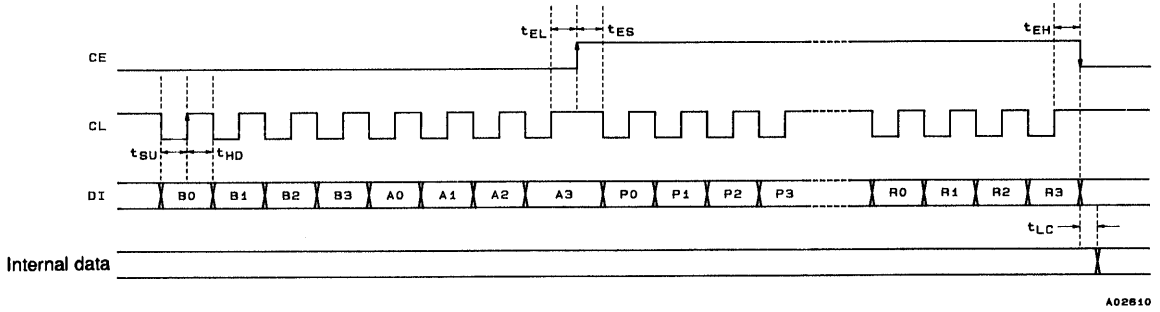 tEL tES tEH
CE
CL
tSU tHD
DI B0 B1 B2 B3 A0 A1 A2 A3 P0 P1 P2 P3 R0 R1 R2 R3
tLC
Internal data
A02610